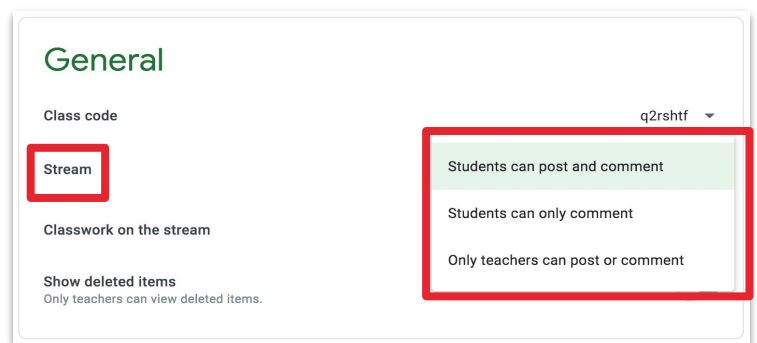 General
Class code
q2rshtf
Stream
Students can post and comment
Students can only comment
Classwork on the stream
Only teachers can post or comment
Show deleted items
Only teachers can view deleted items.